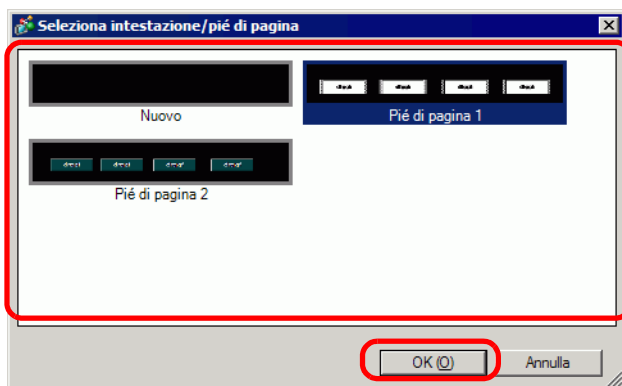 Seleziona intestazione/pié di pagina
Nuovo
Pié di pagina 1
Pié di pagina 2
OK (O)
Annulla